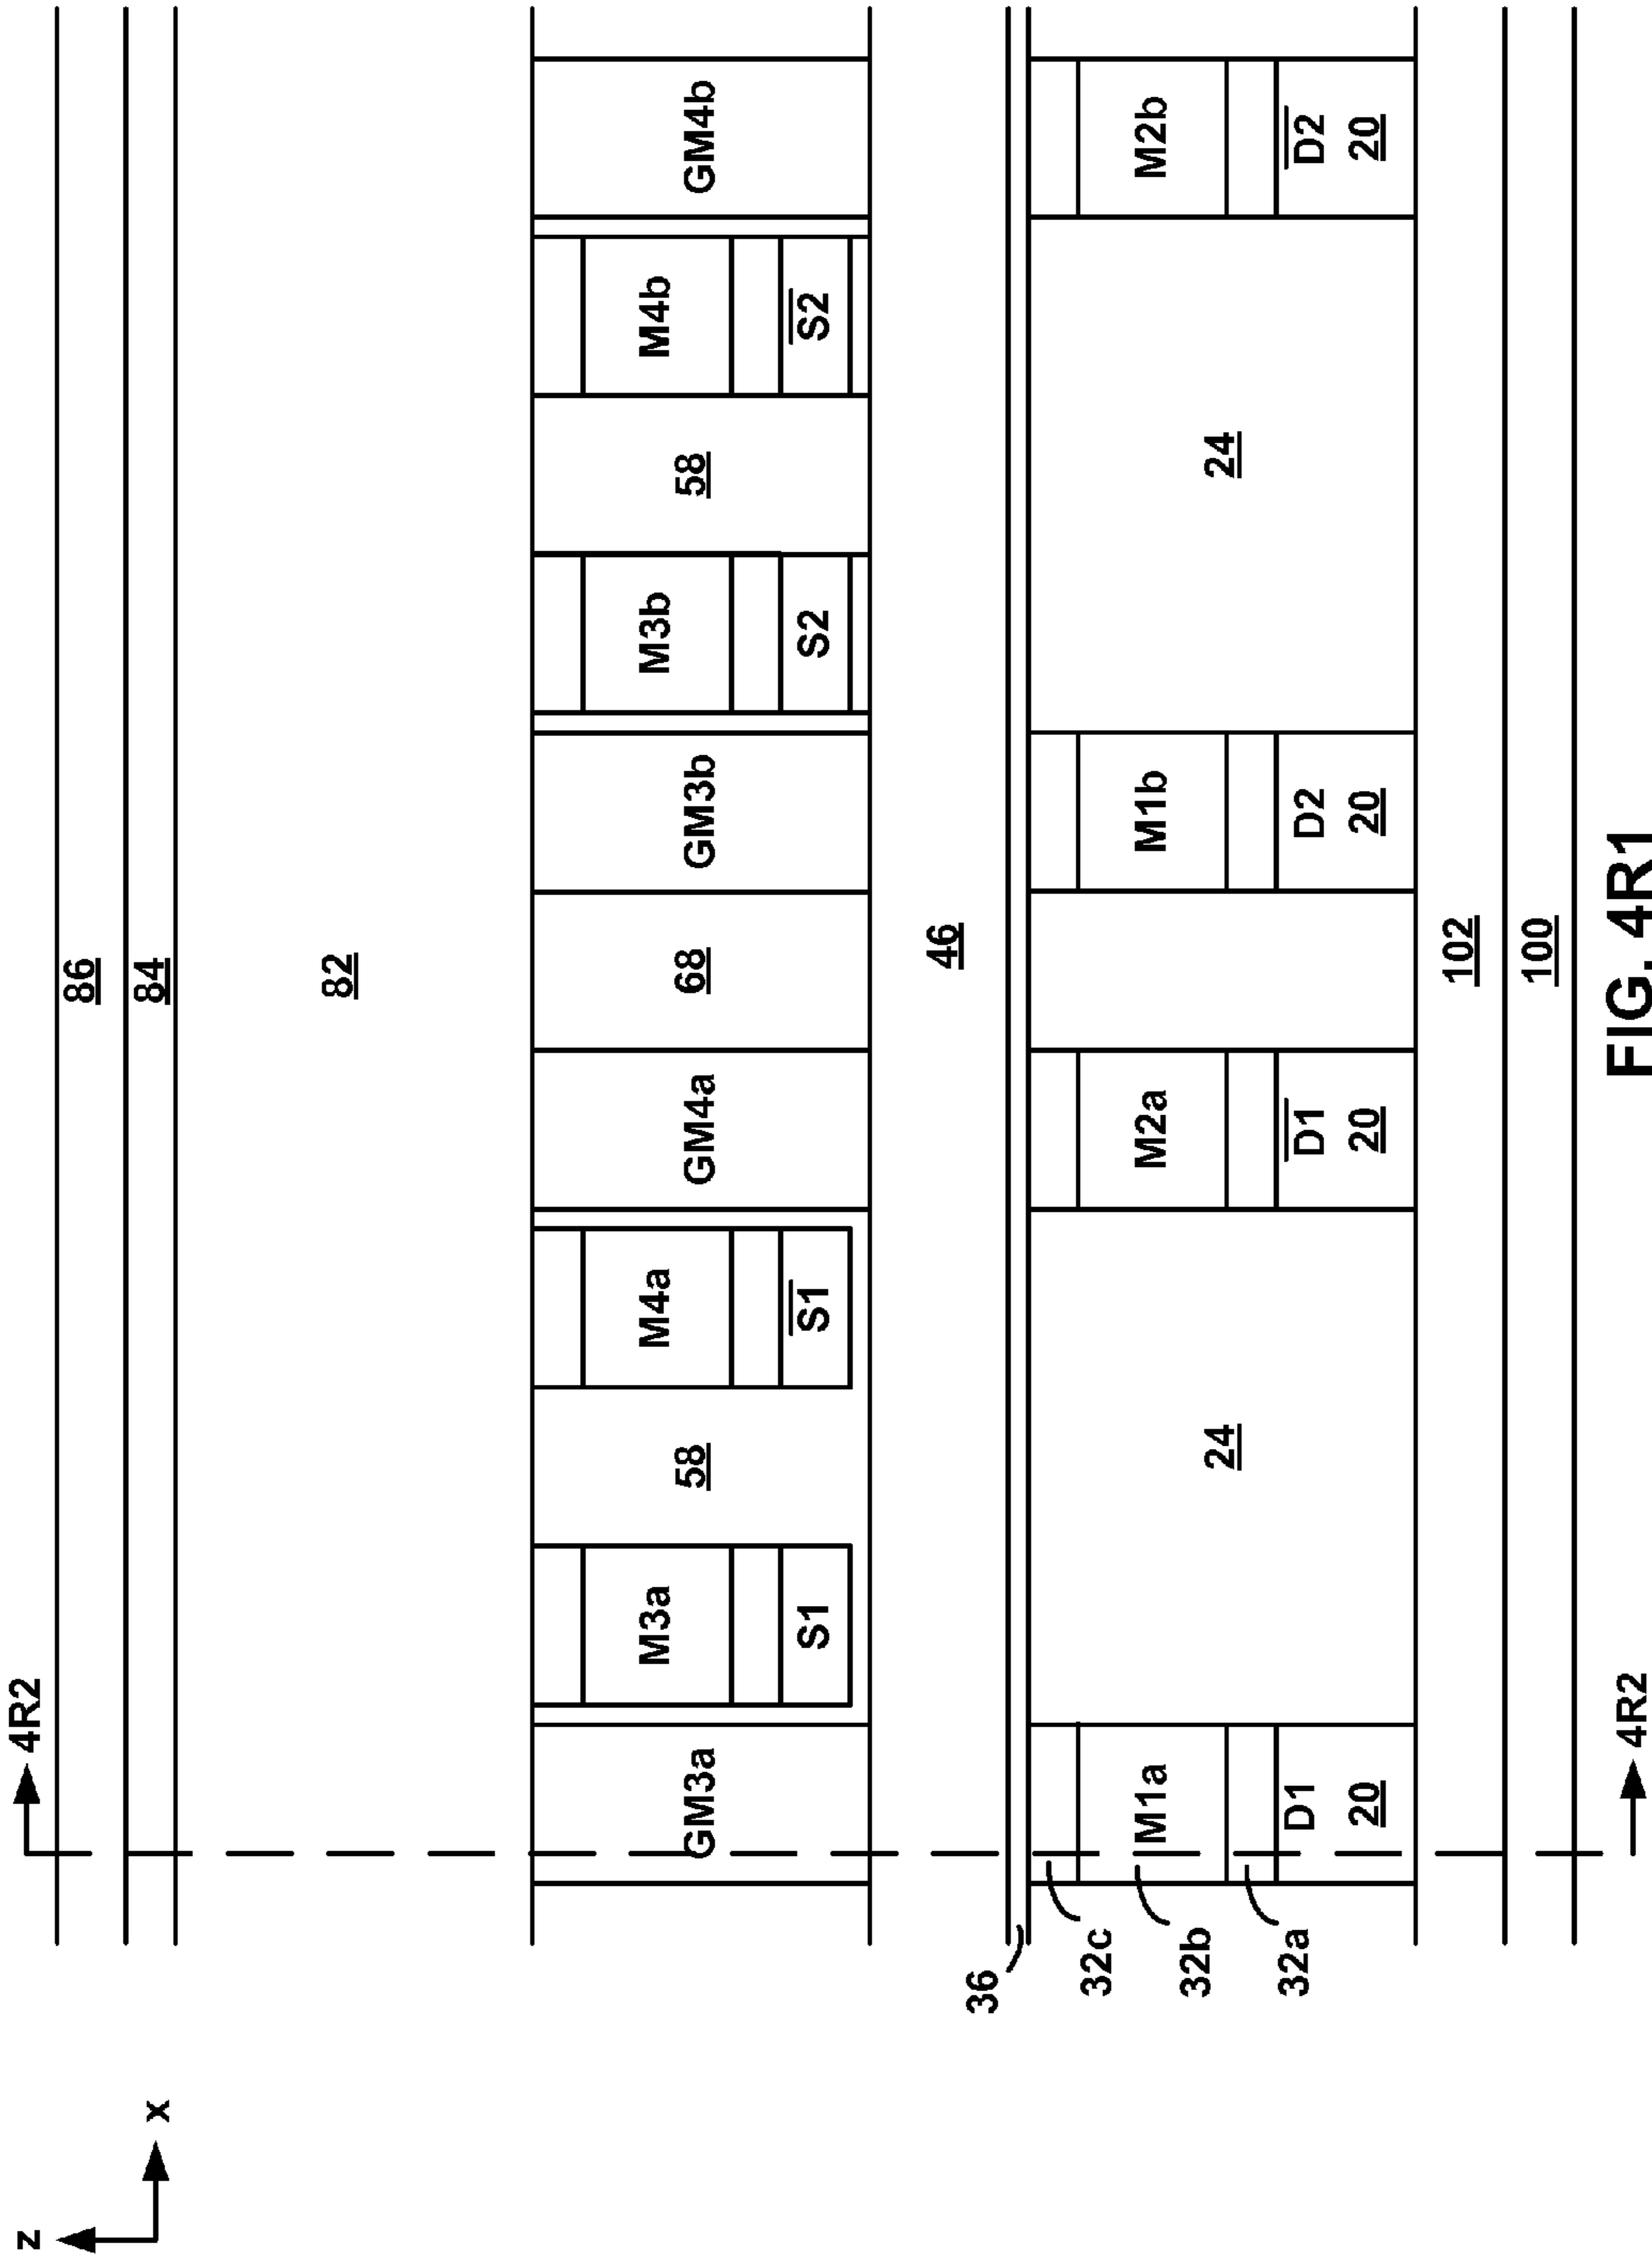 z
4R2
x
86
84
82
GM3a M3a 58 M4a GM4a 68 GM3b M3b 58 M4b GM4b
S1 S̅1̅ S2 S̅2̅
46
36
32c
32b M1a 24 M2a M1b 24 M2b
32a D1 D̅1̅ D2 D̅2̅
20 20 20 20
102
100
4R2
FIG. 4R1